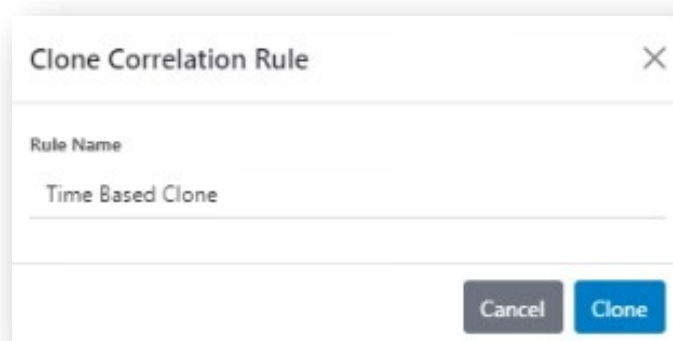 Clone Correlation Rule
Rule Name
Time Based Clone
Cancel Clone